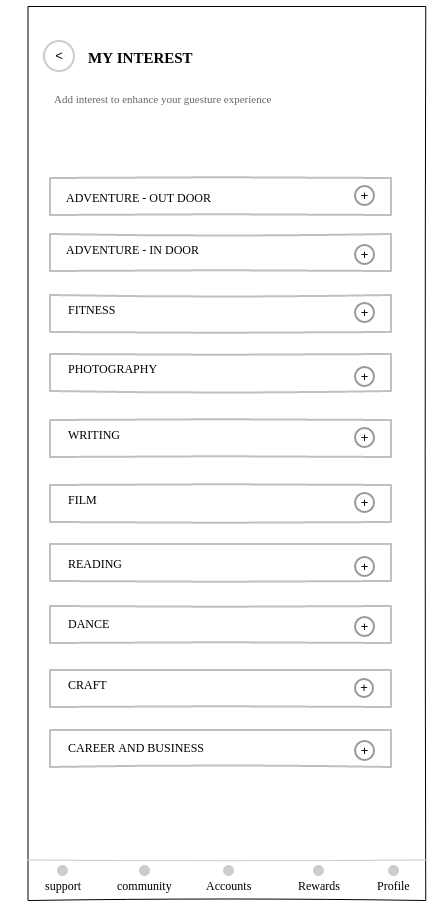 < MY INTEREST
Add interest to enhance your guesture experience
ADVENTURE - OUT DOOR +
ADVENTURE - IN DOOR +
FITNESS +
PHOTOGRAPHY +
WRITING +
FILM +
READING +
DANCE +
CRAFT +
CAREER AND BUSINESS +
support community Accounts Rewards Profile